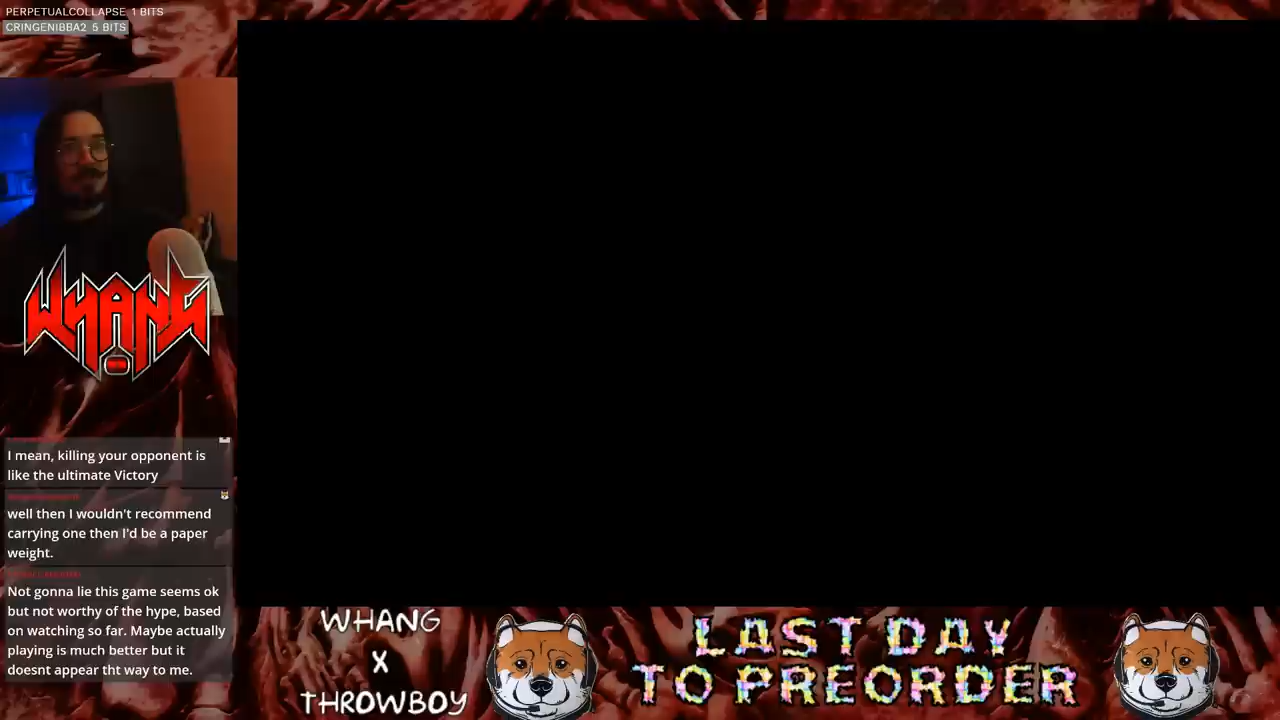 PERPETUALCOLLAPSE 1 BITS
CRINGENIBBA2 5 BITS
WHANG
I mean, killing your opponent is
like the ultimate Victory
well then I wouldn't recommend
carrying one then I'd be a paper
weight.
Not gonna lie this game seems ok
but not worthy of the hype, based
on watching so far. Maybe actually
playing is much better but it
doesnt appear tht way to me.
WHANG
X
THROWBOY
LAST DAY
TO PREORDER